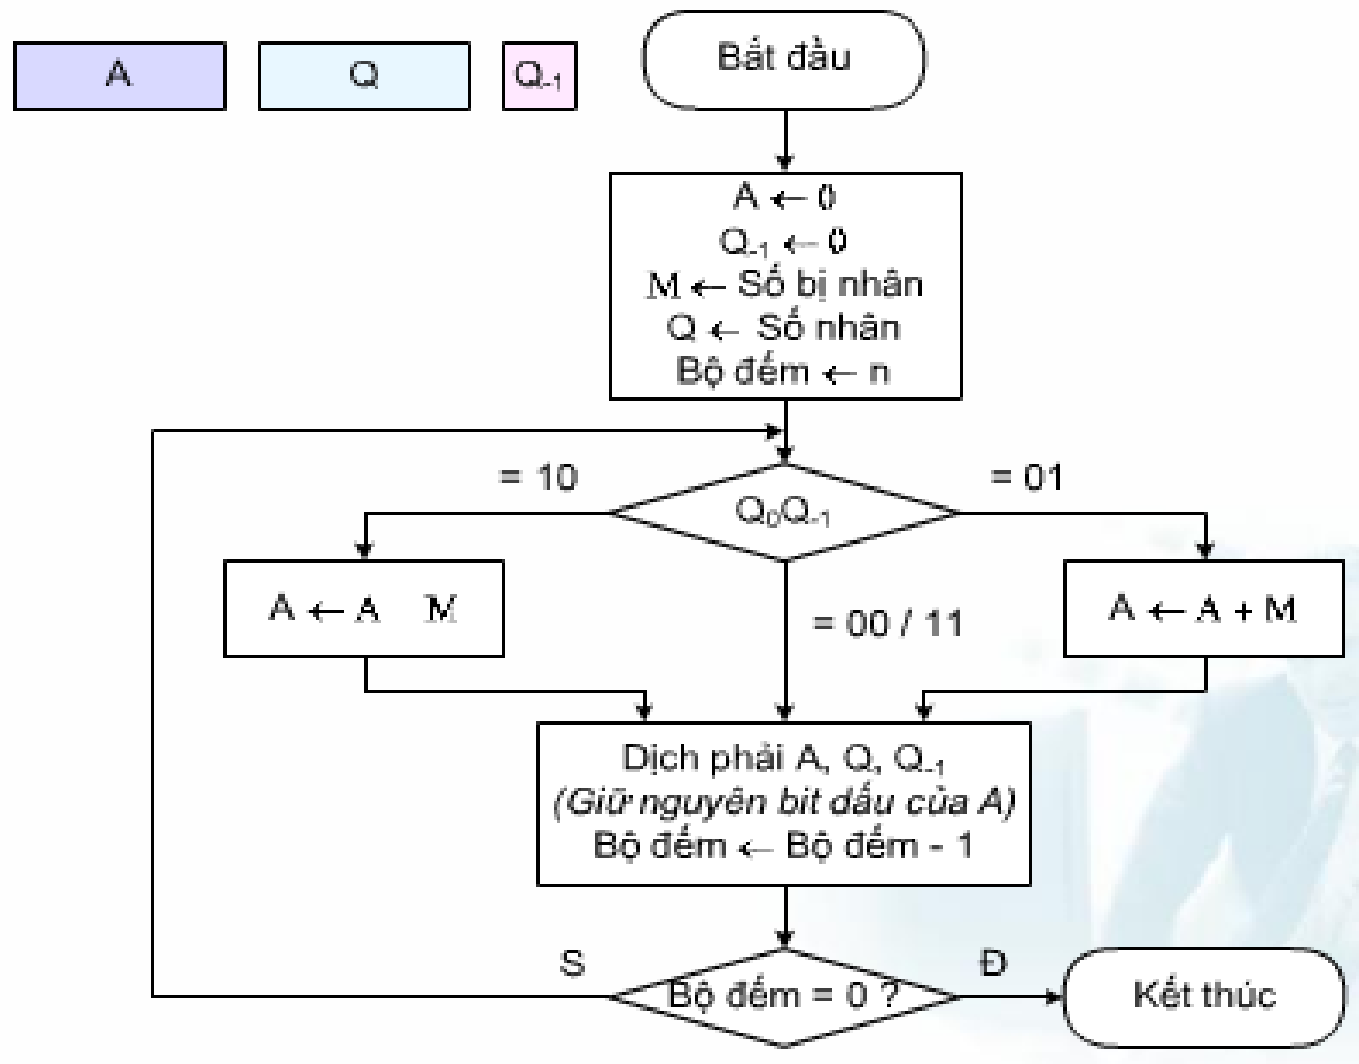 A
Q
Q₋₁
Bắt đầu
A ← 0
Q₋₁ ← 0
M ← Số bị nhân
Q ← Số nhân
Bộ đếm ← n
= 10
Q₀Q₋₁
= 01
A ← A M
= 00 / 11
A ← A + M
Dịch phải A, Q, Q₋₁
(Giữ nguyên bit dấu của A)
Bộ đếm ← Bộ đếm - 1
S
Bộ đếm = 0 ?
Đ
Kết thúc